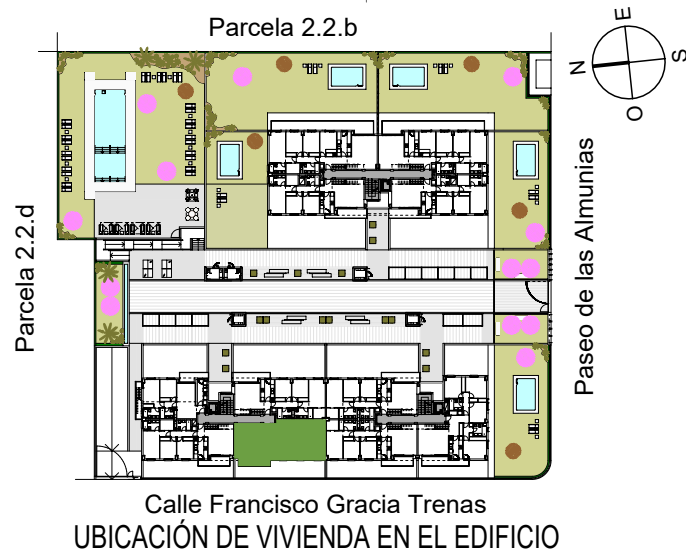 Parcela 2.2.b
E
N
S
O
Parcela 2.2.d
Paseo de las Almunias
Calle Francisco Gracia Trenas
UBICACIÓN DE VIVIENDA EN EL EDIFICIO